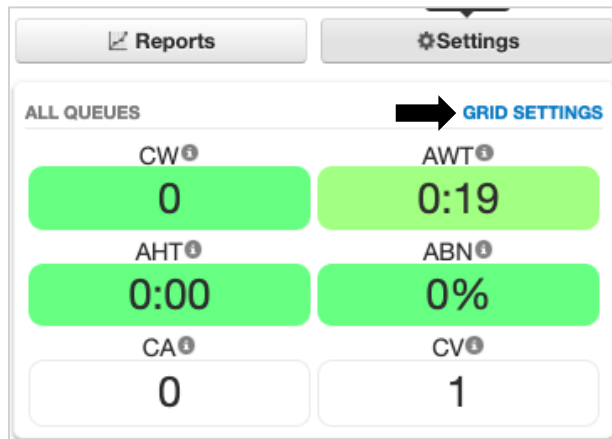 Reports
Settings
ALL QUEUES
GRID SETTINGS
CW
AWT
0
0:19
AHT
ABN
0:00
0%
CA
CV
0
1